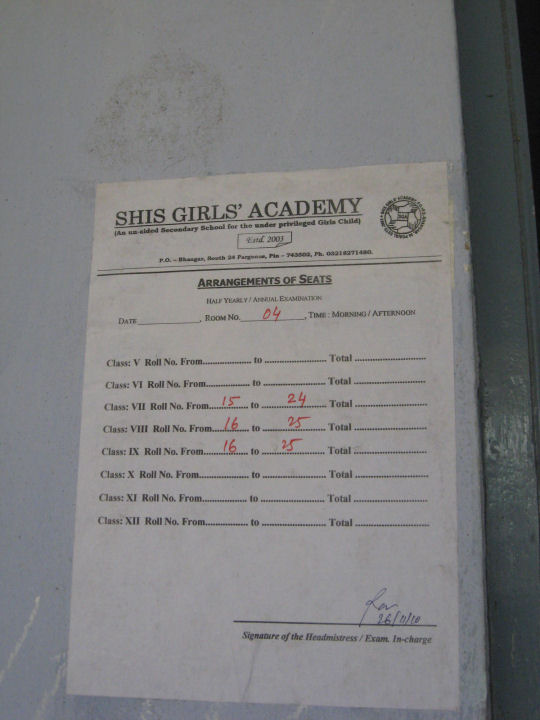 SHIS GIRLS' ACADEMY
(An un-aided Secondary School for the under privileged Girls Child)
Estd. 2003
P.O. – Bhangar, South 24 Parganas, Pin – 743502, Ph. 03218271480.
ARRANGEMENTS OF SEATS
HALF YEARLY / ANNUAL EXAMINATION
DATE_____________, ROOM NO. 04, TIME : MORNING / AFTERNOON
Class: V Roll No. From.................. to ........................ Total ..........................
Class: VI Roll No. From.................. to ........................ Total ..........................
Class: VII Roll No. From 15 to 24 Total ..........................
Class: VIII Roll No. From 16 to 25 Total ..........................
Class: IX Roll No. From 16 to 25 Total ..........................
Class: X Roll No. From.................. to ........................ Total ..........................
Class: XI Roll No. From.................. to ........................ Total ..........................
Class: XII Roll No. From.................. to ........................ Total ..........................
26/11/10
Signature of the Headmistress / Exam. In-charge